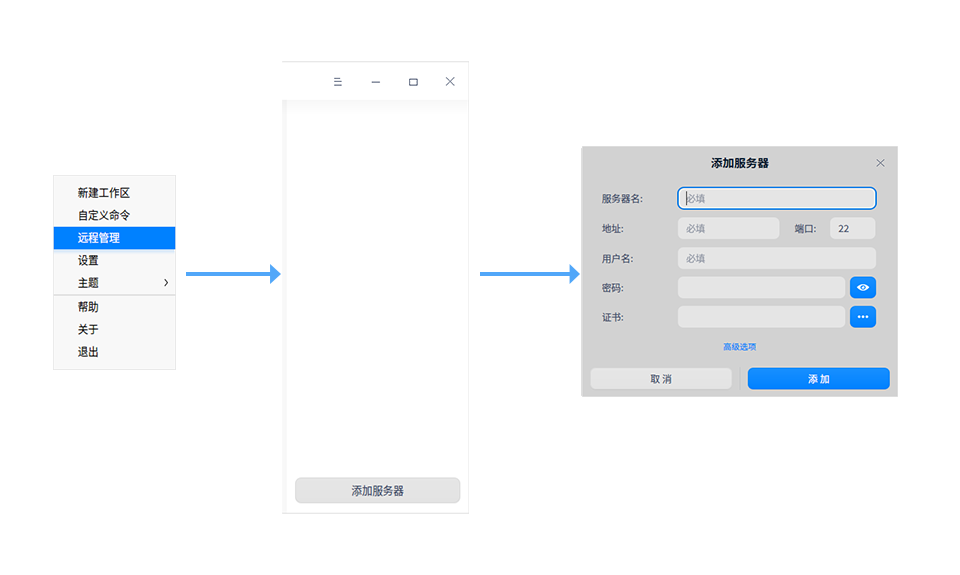 新建工作区
自定义命令
远程管理
设置
主题
帮助
关于
退出
添加服务器
添加服务器
服务器名: 必填
地址: 必填 端口: 22
用户名: 必填
密码:
证书:
高级选项
取 消 添 加